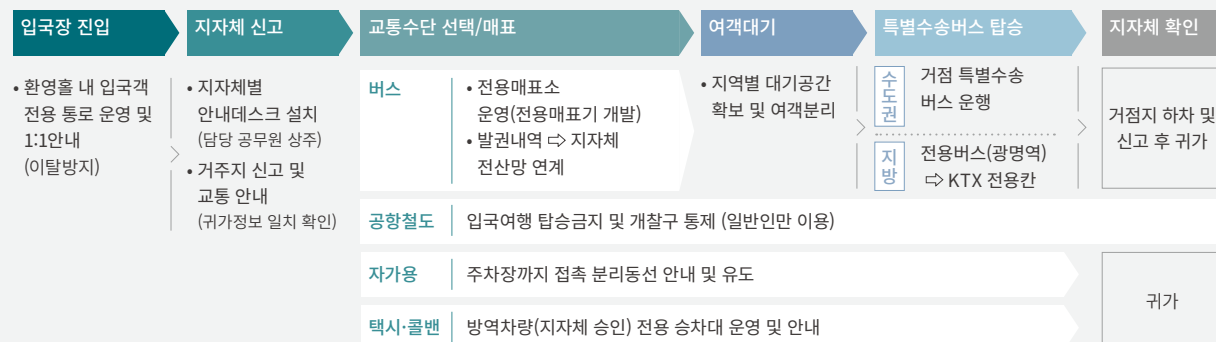 입국장 진입
지자체 신고
교통수단 선택/매표
여객대기
특별수송버스 탑승
지자체 확인
• 환영홀 내 입국객
전용 통로 운영 및
1:1안내
(이탈방지)
• 지자체별
안내데스크 설치
(담당 공무원 상주)
• 거주지 신고 및
교통 안내
(귀가정보 일치 확인)
버스
• 전용매표소
운영(전용매표기 개발)
• 발권내역 ⇨ 지자체
전산망 연계
• 지역별 대기공간
확보 및 여객분리
수도권
거점 특별수송
버스 운행
지방
전용버스(광명역)
⇨ KTX 전용칸
거점지 하차 및
신고 후 귀가
공항철도
입국여행 탑승금지 및 개찰구 통제 (일반인만 이용)
자가용
주차장까지 접촉 분리동선 안내 및 유도
택시·콜밴
방역차량(지자체 승인) 전용 승차대 운영 및 안내
귀가